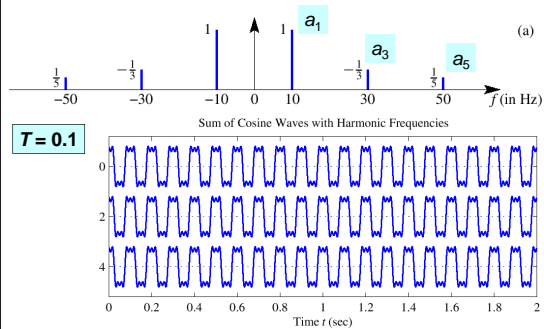 1 1 a₁ (a)
1/5 −1/3 −1/3 a₃ 1/5 a₅
−50 −30 −10 0 10 30 50 f (in Hz)
T = 0.1
Sum of Cosine Waves with Harmonic Frequencies
0
2
4
0 0.2 0.4 0.6 0.8 1 1.2 1.4 1.6 1.8 2
Time t (sec)